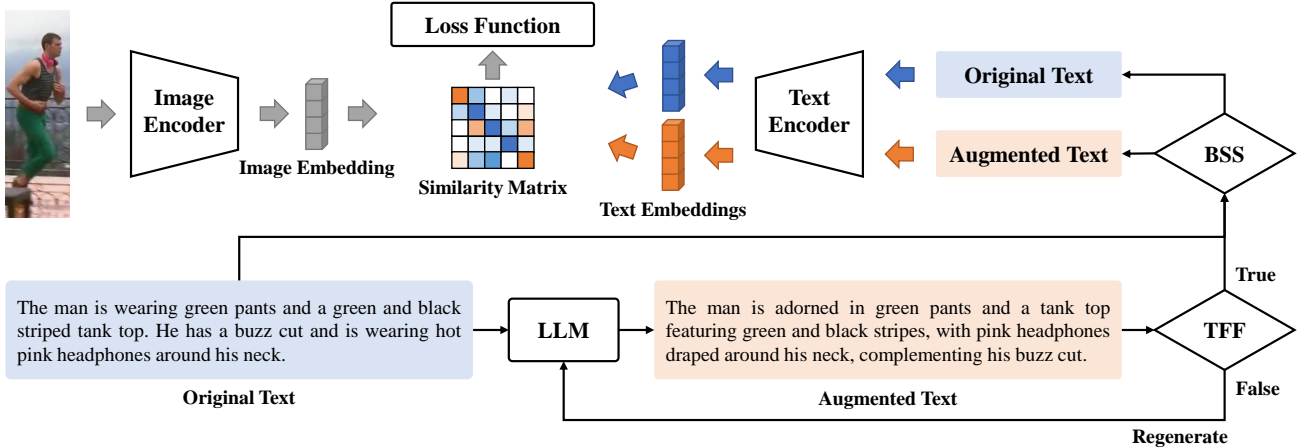 Loss Function
Image
Encoder
Image Embedding
Similarity Matrix
Text Embeddings
Text
Encoder
Original Text
Augmented Text
BSS
The man is wearing green pants and a green and black
striped tank top. He has a buzz cut and is wearing hot
pink headphones around his neck.
Original Text
LLM
The man is adorned in green pants and a tank top
featuring green and black stripes, with pink headphones
draped around his neck, complementing his buzz cut.
Augmented Text
True
TFF
False
Regenerate